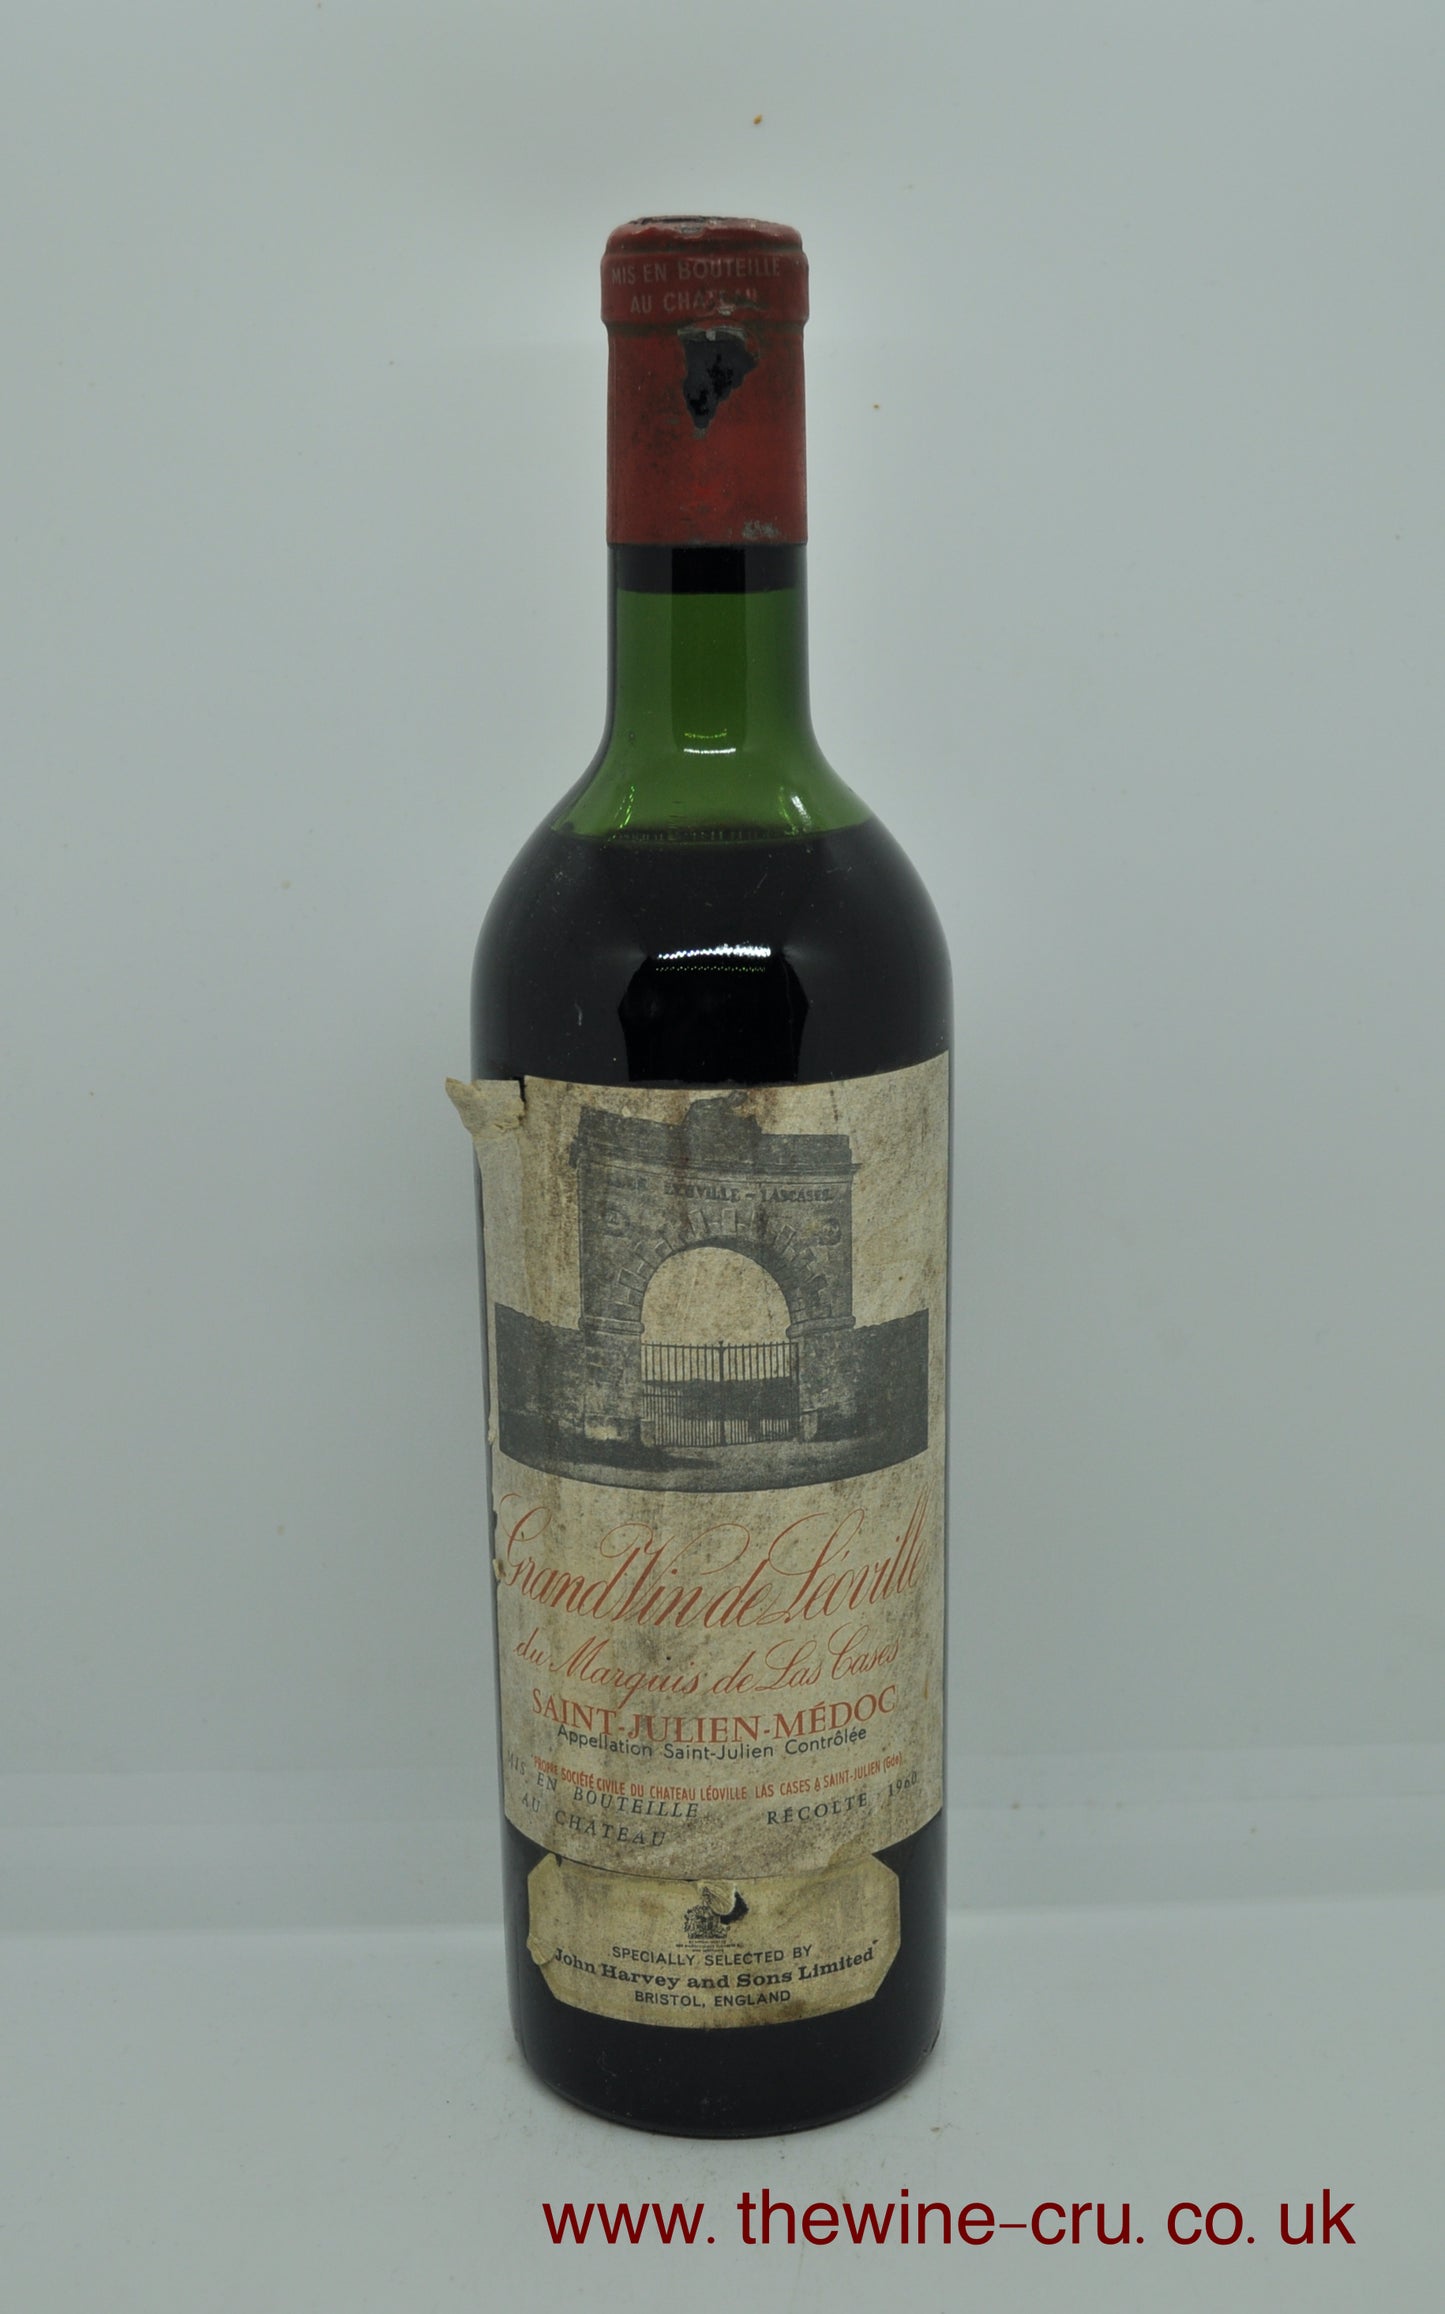 MIS EN BOUTEILLE
AU CHATEAU
LEOVILLE - LASCASES
Grand Vin de Léoville
du Marquis de Las Cases
SAINT-JULIEN-MÉDOC
Appellation Saint-Julien Contrôlée
PROPRE SOCIÉTÉ CIVILE DU CHATEAU LÉOVILLE LAS CASES A SAINT-JULIEN (Gde)
MIS EN BOUTEILLE
AU CHATEAU
RÉCOLTE 1960
SPECIALLY SELECTED BY
John Harvey and Sons Limited
BRISTOL, ENGLAND
www.thewine-cru.co.uk